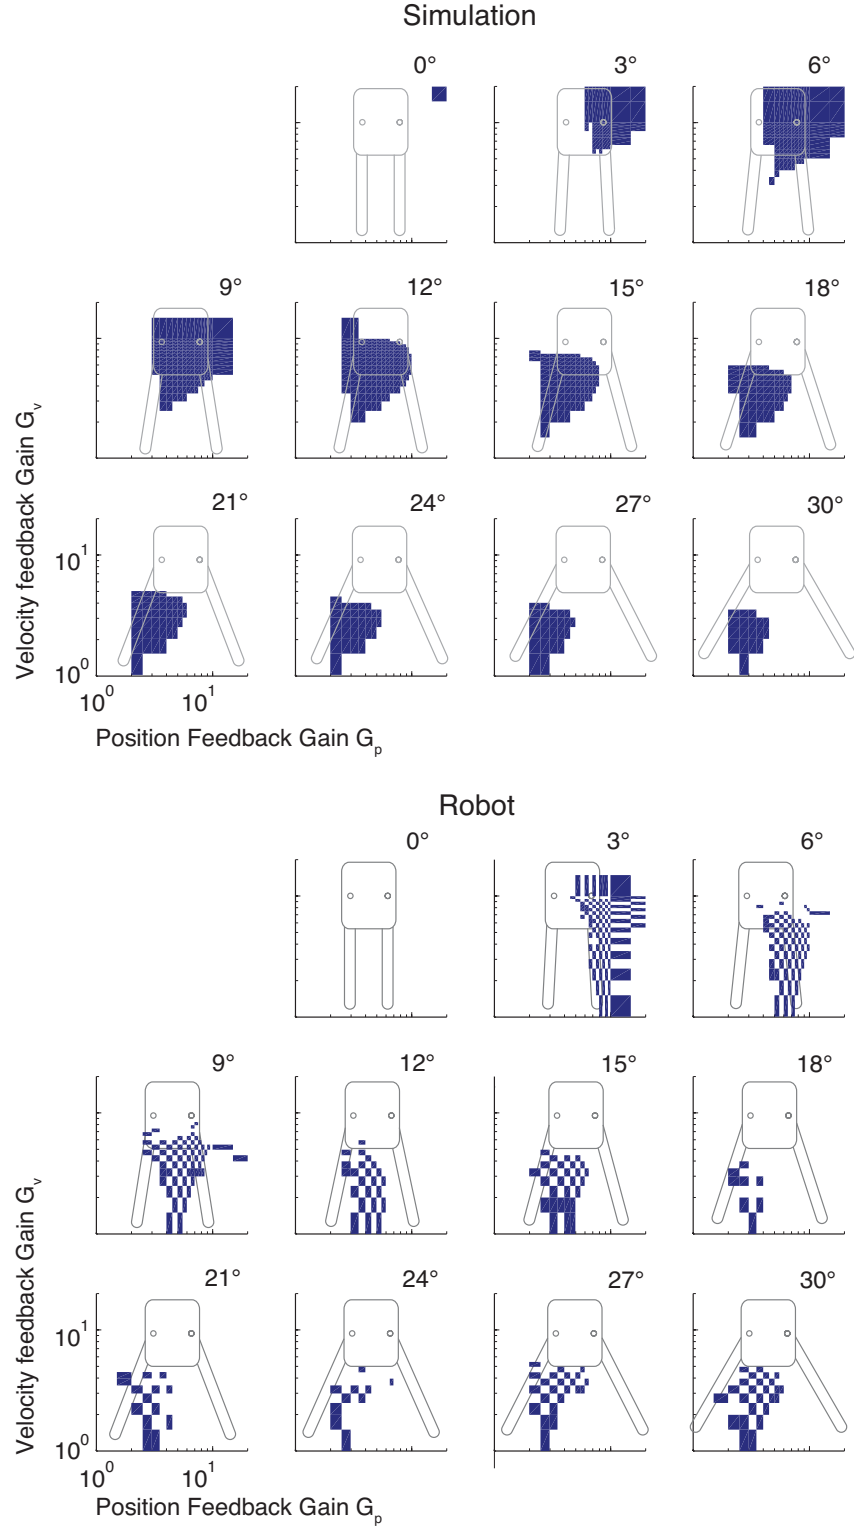 Simulation
0° 3° 6°
9° 12° 15° 18°
21° 24° 27° 30°
Velocity feedback Gain G_v
10^1
10^0
10^0 10^1
Position Feedback Gain G_p
Robot
0° 3° 6°
9° 12° 15° 18°
21° 24° 27° 30°
Velocity feedback Gain G_v
10^1
10^0
10^0 10^1
Position Feedback Gain G_p